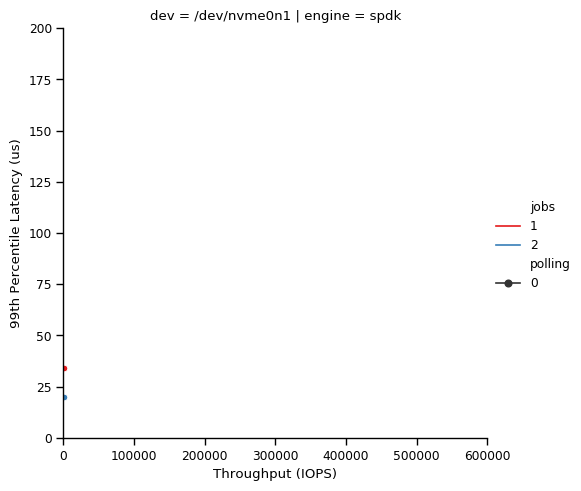 dev = /dev/nvme0n1 | engine = spdk
200
175
150
125
100
75
50
25
0
99th Percentile Latency (us)
0 100000 200000 300000 400000 500000 600000
Throughput (IOPS)
jobs
1
2
polling
0